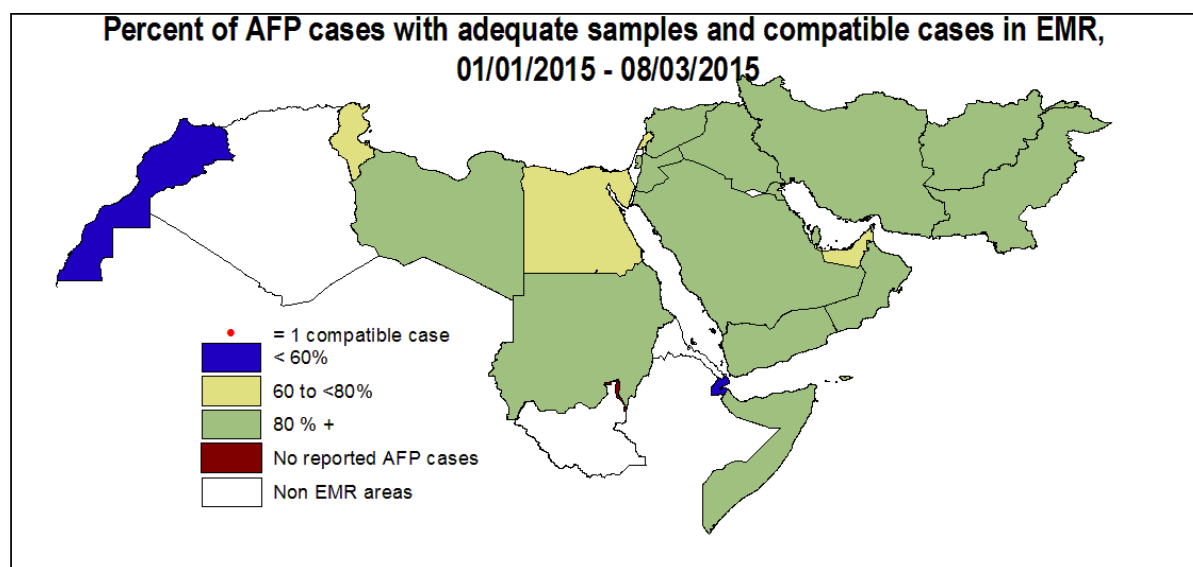 Percent of AFP cases with adequate samples and compatible cases in EMR,
01/01/2015 - 08/03/2015
= 1 compatible case
< 60%
60 to <80%
80 % +
No reported AFP cases
Non EMR areas